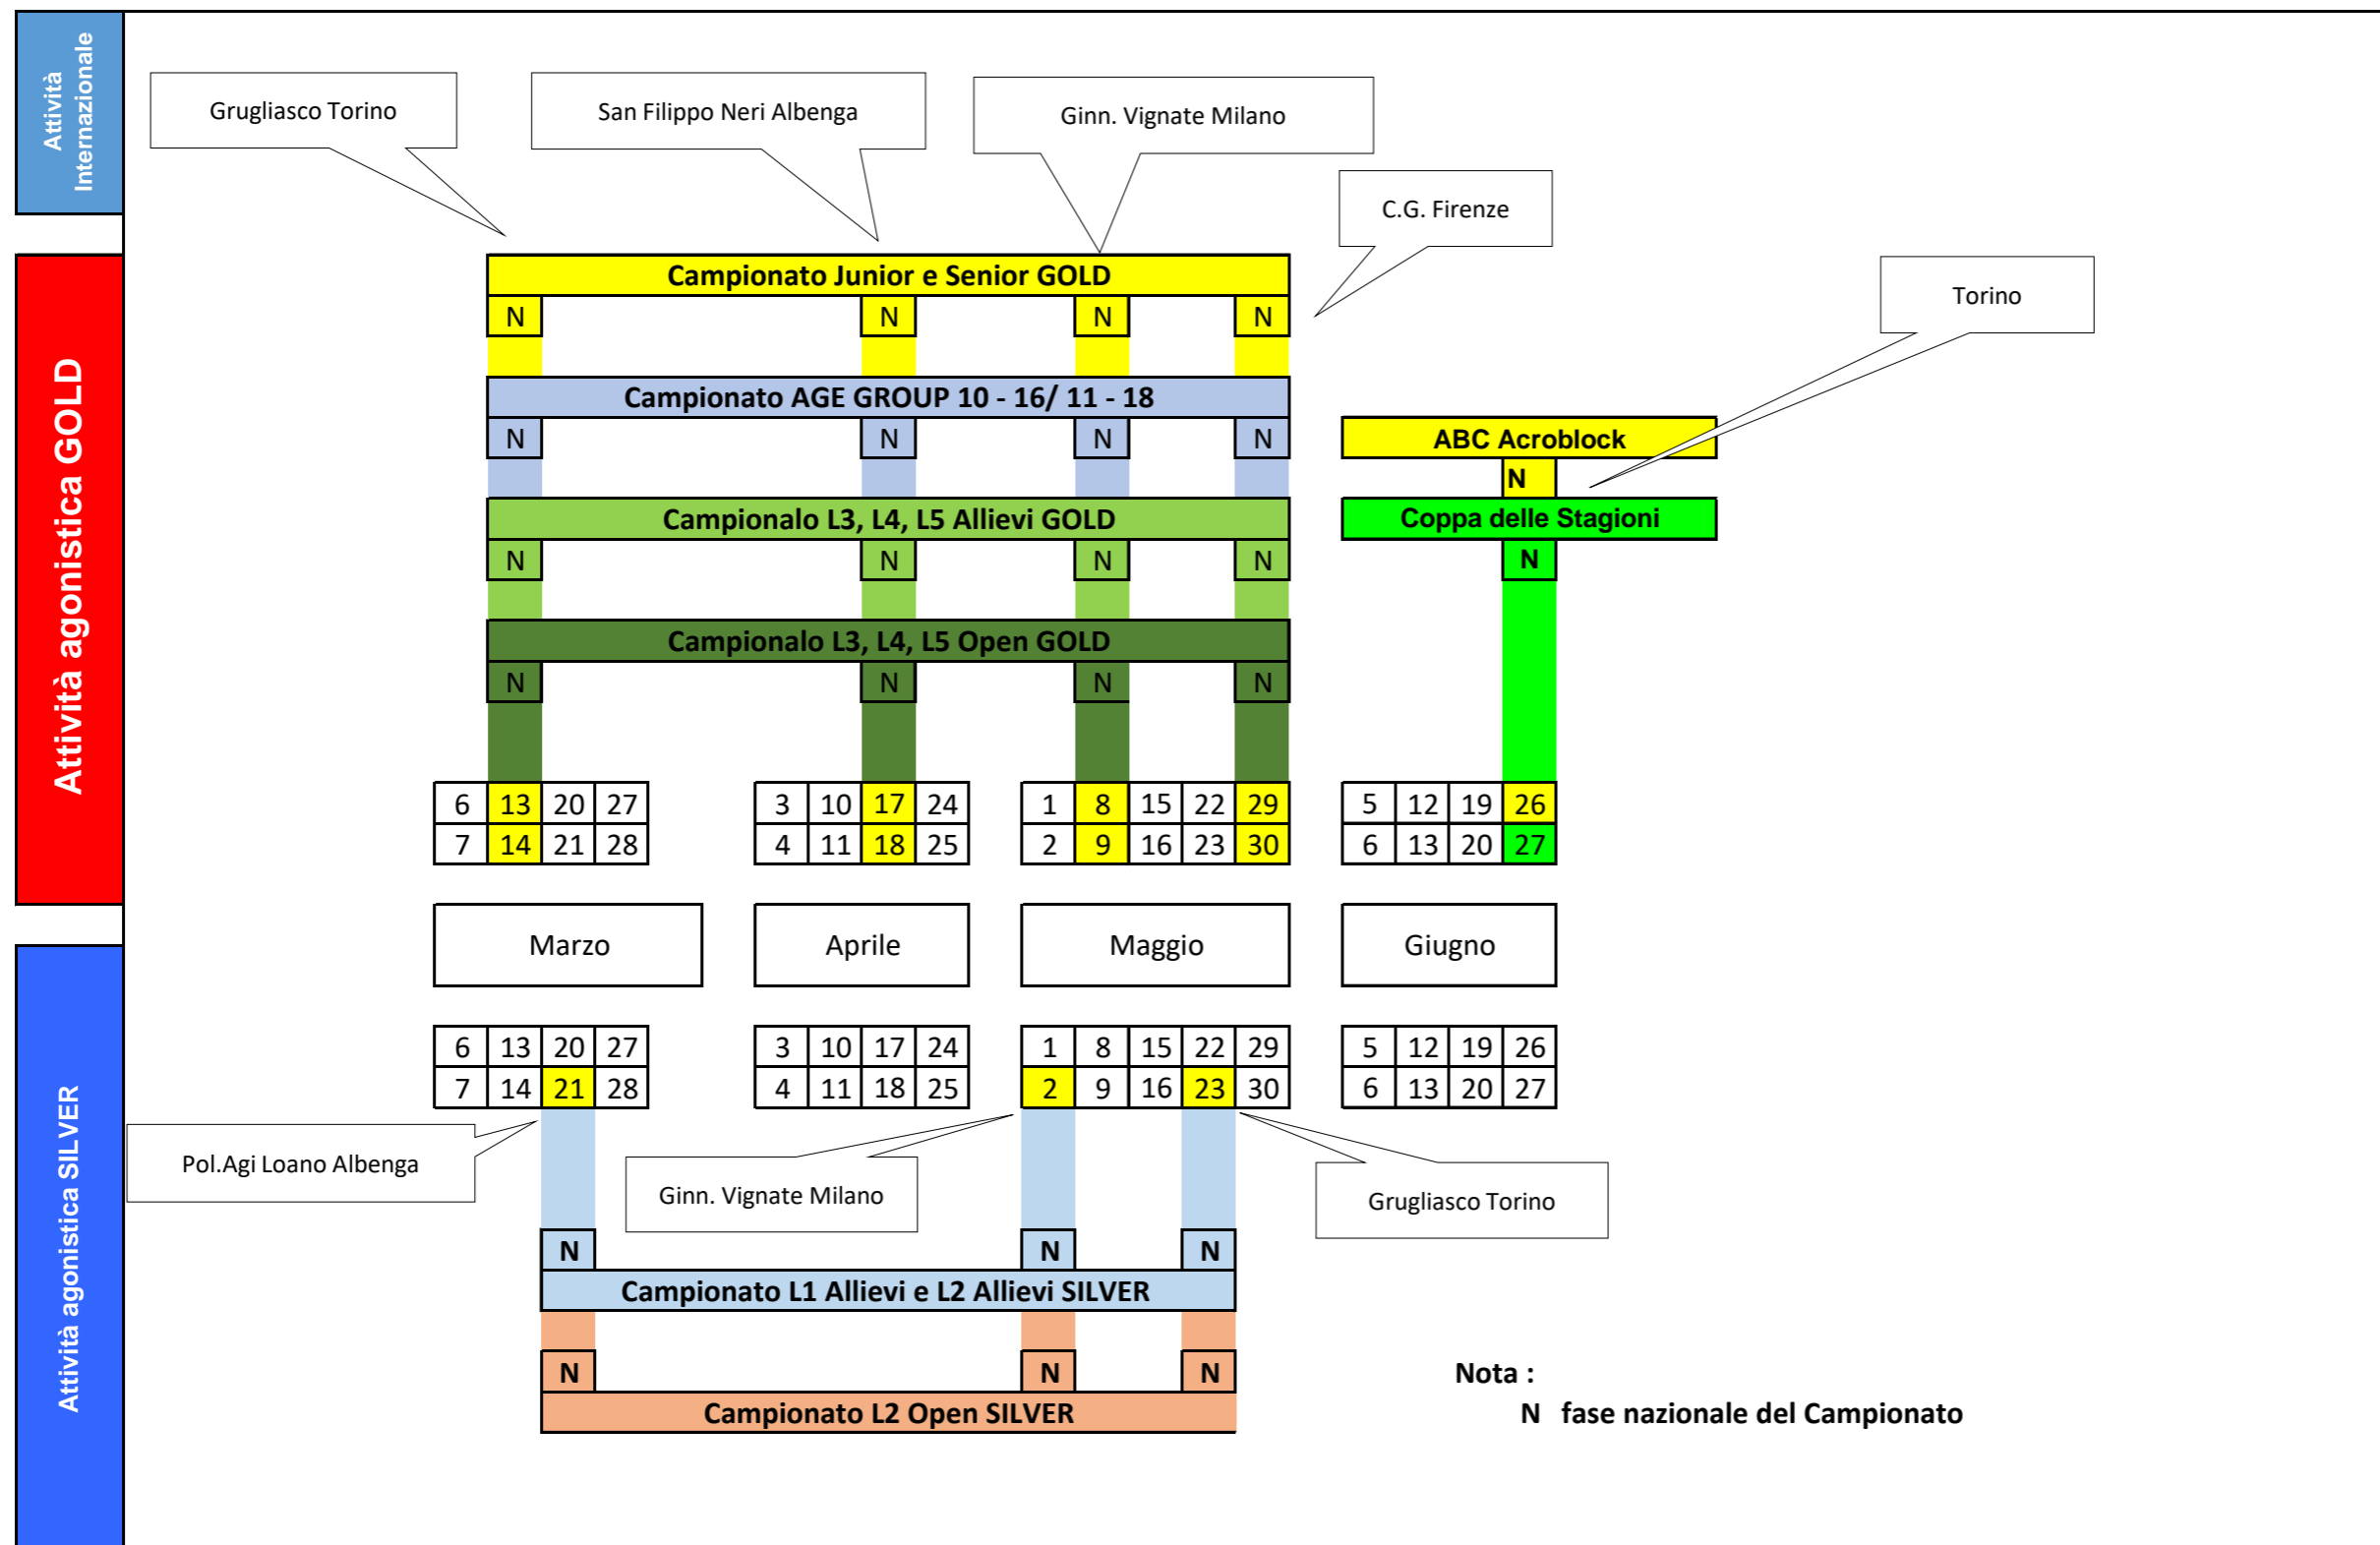 Attività
Internazionale
Grugliasco Torino
San Filippo Neri Albenga
Ginn. Vignate Milano
C.G. Firenze
Torino
Attività agonistica GOLD
Campionato Junior e Senior GOLD
N N N N
Campionato AGE GROUP 10 - 16/ 11 - 18
N N N N
ABC Acroblock
N
Campionalo L3, L4, L5 Allievi GOLD
Coppa delle Stagioni
N N N N
N
Campionalo L3, L4, L5 Open GOLD
N N N N
6 13 20 27 3 10 17 24 1 8 15 22 29 5 12 19 26
7 14 21 28 4 11 18 25 2 9 16 23 30 6 13 20 27
Marzo Aprile Maggio Giugno
Attività agonistica SILVER
6 13 20 27 3 10 17 24 1 8 15 22 29 5 12 19 26
7 14 21 28 4 11 18 25 2 9 16 23 30 6 13 20 27
Pol.Agi Loano Albenga
Ginn. Vignate Milano
Grugliasco Torino
N N N
Campionato L1 Allievi e L2 Allievi SILVER
N N N
Campionato L2 Open SILVER
Nota :
N fase nazionale del Campionato